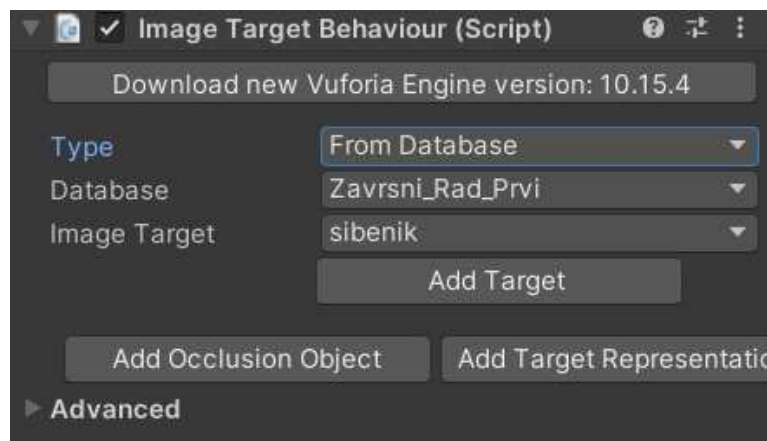 Image Target Behaviour (Script)
Download new Vuforia Engine version: 10.15.4
Type From Database
Database Zavrsni_Rad_Prvi
Image Target sibenik
Add Target
Add Occlusion Object Add Target Representatic
Advanced